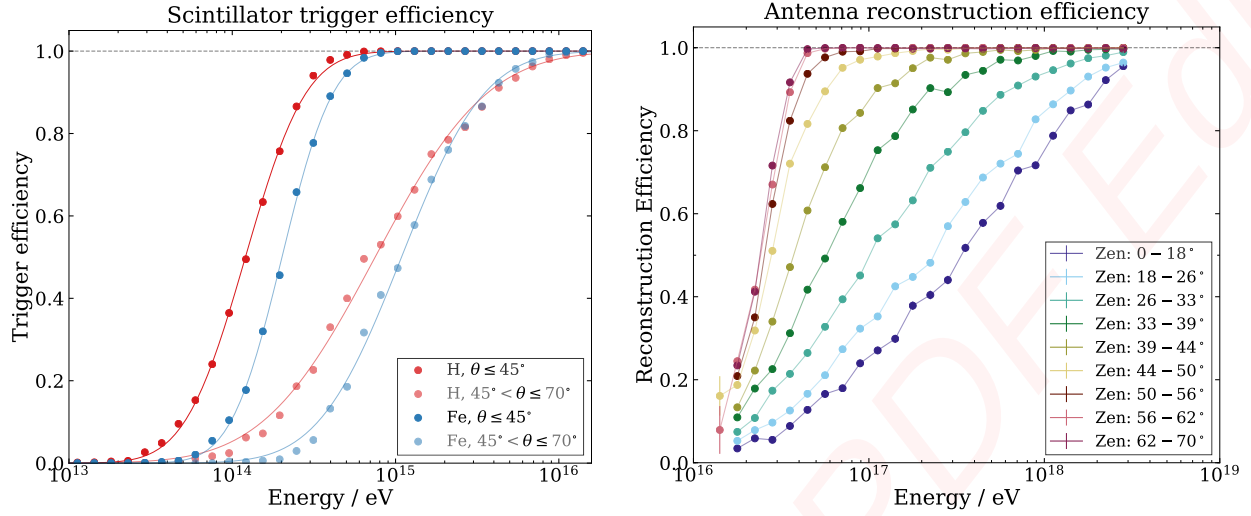 Scintillator trigger efficiency
1.0
0.8
0.6
0.4
0.2
0.0
Trigger efficiency
10^13
10^14
10^15
10^16
Energy / eV
H, θ ≤ 45°
H, 45° < θ ≤ 70°
Fe, θ ≤ 45°
Fe, 45° < θ ≤ 70°
Antenna reconstruction efficiency
1.0
0.8
0.6
0.4
0.2
0.0
Reconstruction Efficiency
10^16
10^17
10^18
10^19
Energy / eV
Zen: 0 − 18°
Zen: 18 − 26°
Zen: 26 − 33°
Zen: 33 − 39°
Zen: 39 − 44°
Zen: 44 − 50°
Zen: 50 − 56°
Zen: 56 − 62°
Zen: 62 − 70°
PDF Ed